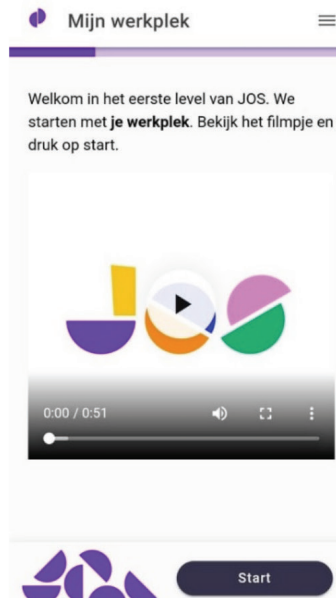 Mijn werkplek
Welkom in het eerste level van JOS. We
starten met je werkplek. Bekijk het filmpje en
druk op start.
JOS
0:00 / 0:51
Start